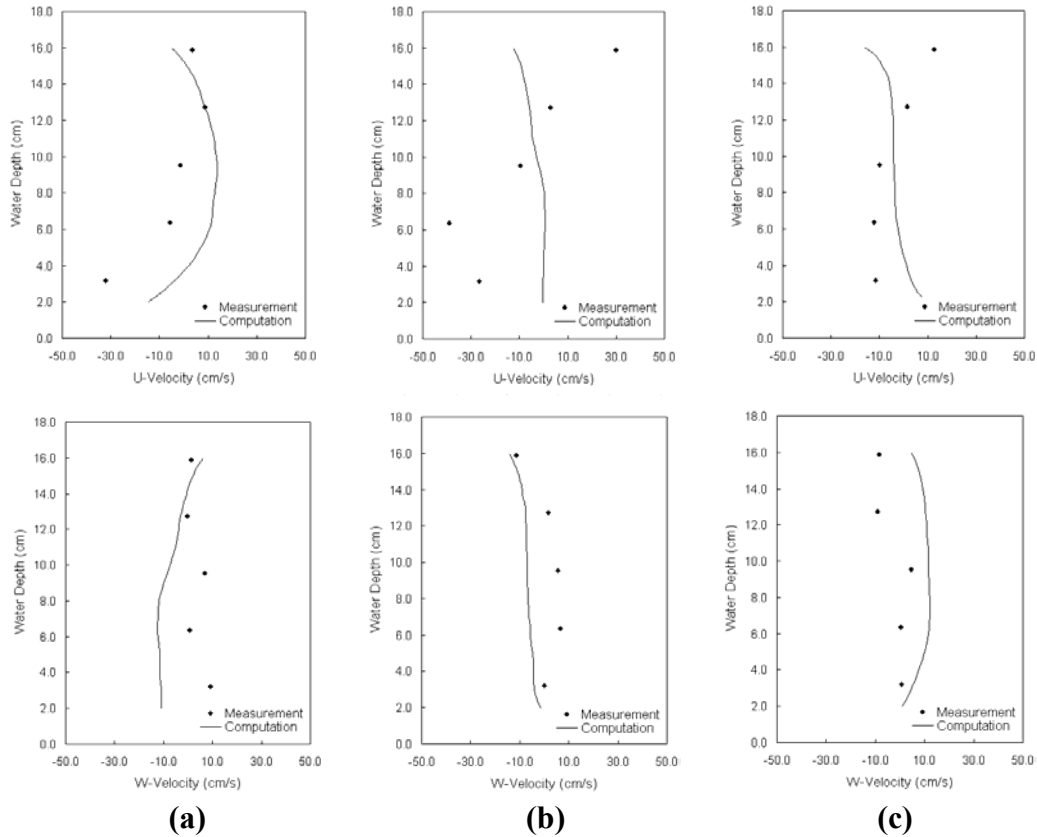 18.0 18.0 18.0
16.0 16.0 16.0
14.0 14.0 14.0
12.0 12.0 12.0
10.0 10.0 10.0
8.0 8.0 8.0
6.0 6.0 6.0
4.0 4.0 4.0
2.0 2.0 2.0
0.0 0.0 0.0
Water Depth (cm) Water Depth (cm) Water Depth (cm)
Measurement Measurement Measurement
Computation Computation Computation
-50.0 -30.0 -10.0 10.0 30.0 50.0 -50.0 -30.0 -10.0 10.0 30.0 50.0 -50.0 -30.0 -10.0 10.0 30.0 50.0
U-Velocity (cm/s) U-Velocity (cm/s) U-Velocity (cm/s)
18.0 18.0 18.0
16.0 16.0 16.0
14.0 14.0 14.0
12.0 12.0 12.0
10.0 10.0 10.0
8.0 8.0 8.0
6.0 6.0 6.0
4.0 4.0 4.0
2.0 2.0 2.0
0.0 0.0 0.0
Water Depth (cm) Water Depth (cm) Water Depth (cm)
Measurement Measurement Measurement
Computation Computation Computation
-50.0 -30.0 -10.0 10.0 30.0 50.0 -50.0 -30.0 -10.0 10.0 30.0 50.0 -50.0 -30.0 -10.0 10.0 30.0 50.0
W-Velocity (cm/s) W-Velocity (cm/s) W-Velocity (cm/s)
(a) (b) (c)